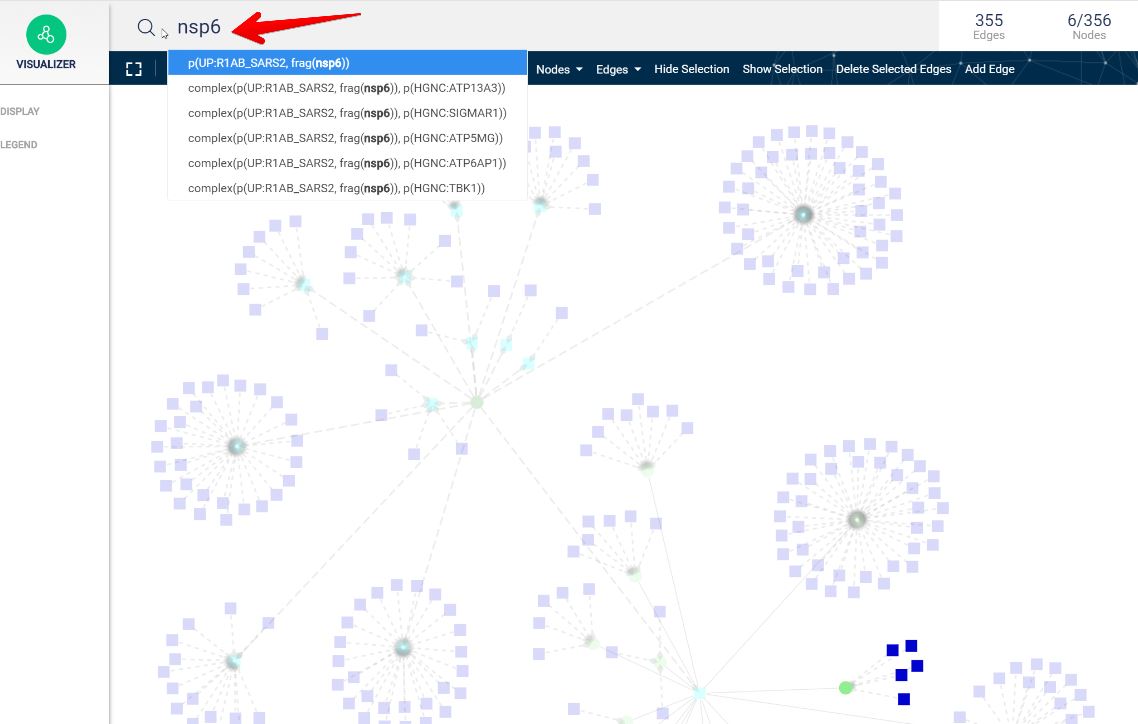 nsp6
355
Edges
6/356
Nodes
VISUALIZER
Nodes Edges Hide Selection Show Selection Delete Selected Edges Add Edge
p(UP:R1AB_SARS2, frag(nsp6))
complex(p(UP:R1AB_SARS2, frag(nsp6)), p(HGNC:ATP13A3))
complex(p(UP:R1AB_SARS2, frag(nsp6)), p(HGNC:SIGMAR1))
complex(p(UP:R1AB_SARS2, frag(nsp6)), p(HGNC:ATP5MG))
complex(p(UP:R1AB_SARS2, frag(nsp6)), p(HGNC:ATP6AP1))
complex(p(UP:R1AB_SARS2, frag(nsp6)), p(HGNC:TBK1))
DISPLAY
LEGEND